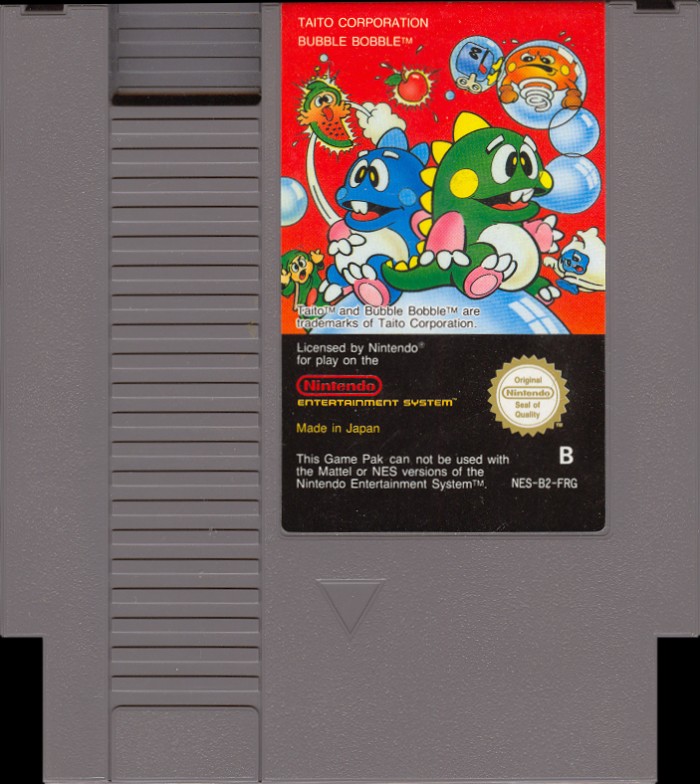 TAITO CORPORATION
BUBBLE BOBBLE™
Taito™ and Bubble Bobble™ are
trademarks of Taito Corporation.
Licensed by Nintendo®
for play on the
Nintendo
ENTERTAINMENT SYSTEM™
Made in Japan
Original
Nintendo
Seal of
Quality
™
This Game Pak can not be used with
the Mattel or NES versions of the
Nintendo Entertainment System™.
B
NES-B2-FRG